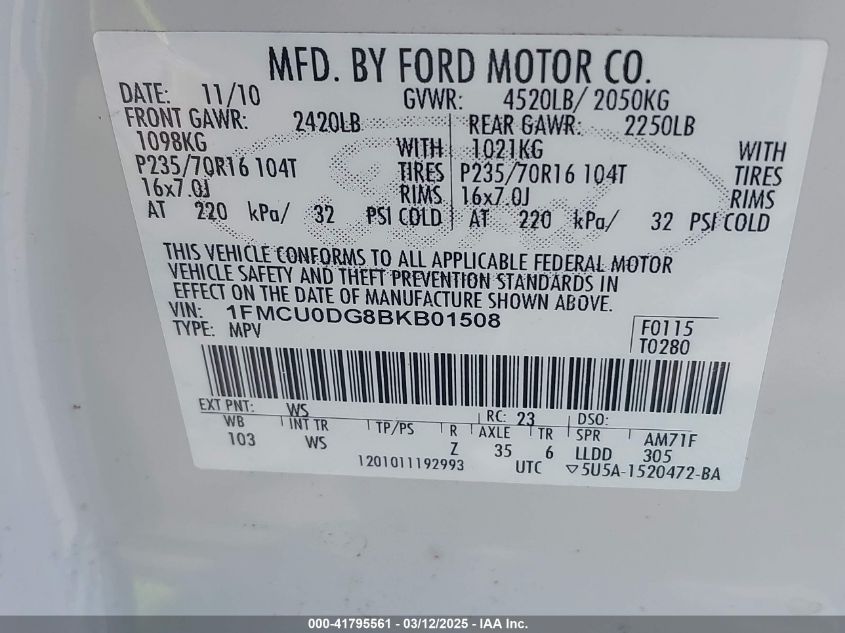 MFD. BY FORD MOTOR CO.
DATE: 11/10 GVWR: 4520LB/ 2050KG
FRONT GAWR: 2420LB REAR GAWR: 2250LB
1098KG WITH 1021KG WITH
P235/70R16 104T TIRES P235/70R16 104T TIRES
16x7.0J RIMS 16x7.0J RIMS
AT 220 kPa/ 32 PSI COLD AT 220 kPa/ 32 PSI COLD
THIS VEHICLE CONFORMS TO ALL APPLICABLE FEDERAL MOTOR
VEHICLE SAFETY AND THEFT PREVENTION STANDARDS IN
EFFECT ON THE DATE OF MANUFACTURE SHOWN ABOVE.
VIN: 1FMCU0DG8BKB01508
TYPE: MPV
F0115
T0280
EXT PNT: WS RC: 23 DSO:
WB INT TR TP/PS R AXLE TR SPR AM71F
103 WS Z 35 6 LLDD 305
1201011192993 UTC ▽5U5A-1520472-BA
000-41795561 — 03/12/2025 — IAA Inc.